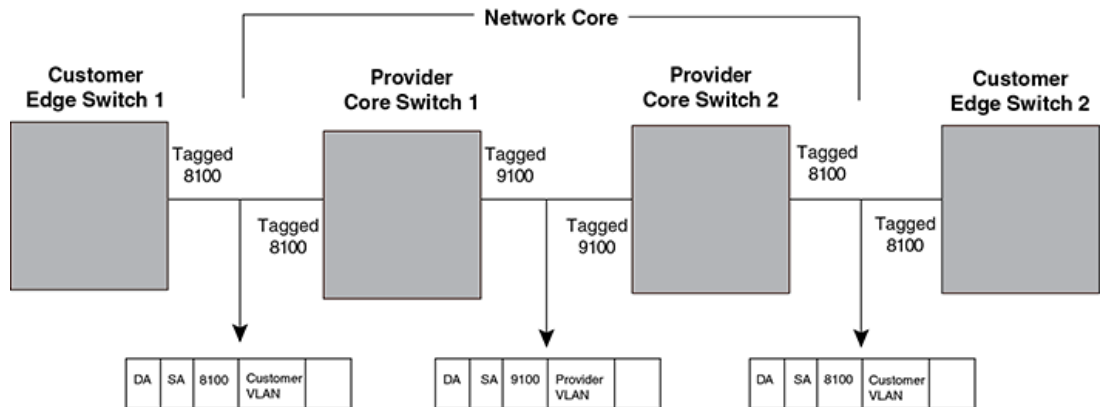 Network Core
Customer
Edge Switch 1
Provider
Core Switch 1
Provider
Core Switch 2
Customer
Edge Switch 2
Tagged
8100
Tagged
8100
Tagged
9100
Tagged
9100
Tagged
8100
Tagged
8100
DA SA 8100 Customer
VLAN
DA SA 9100 Provider
VLAN
DA SA 8100 Customer
VLAN